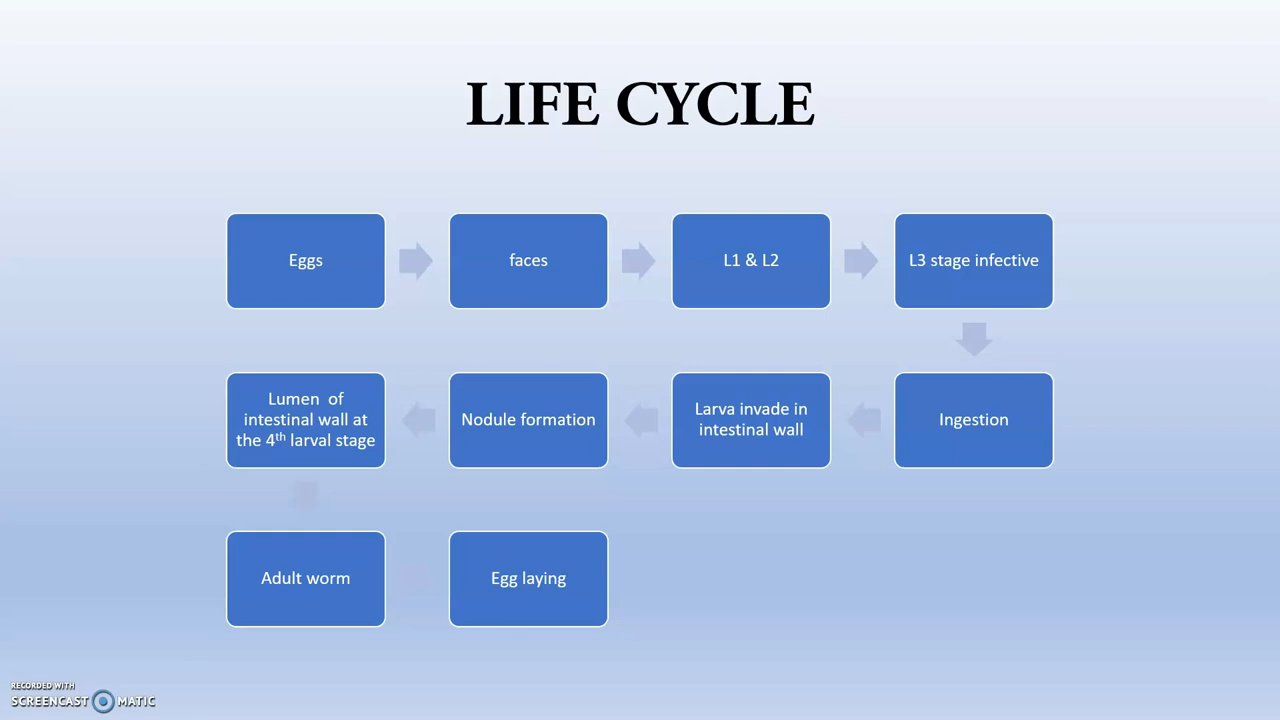 LIFE CYCLE
Eggs
faces
L1 & L2
L3 stage infective
Ingestion
Larva invade in
intestinal wall
Nodule formation
Lumen of
intestinal wall at
the 4th larval stage
Adult worm
Egg laying
RECORDED WITH
SCREENCAST MATIC